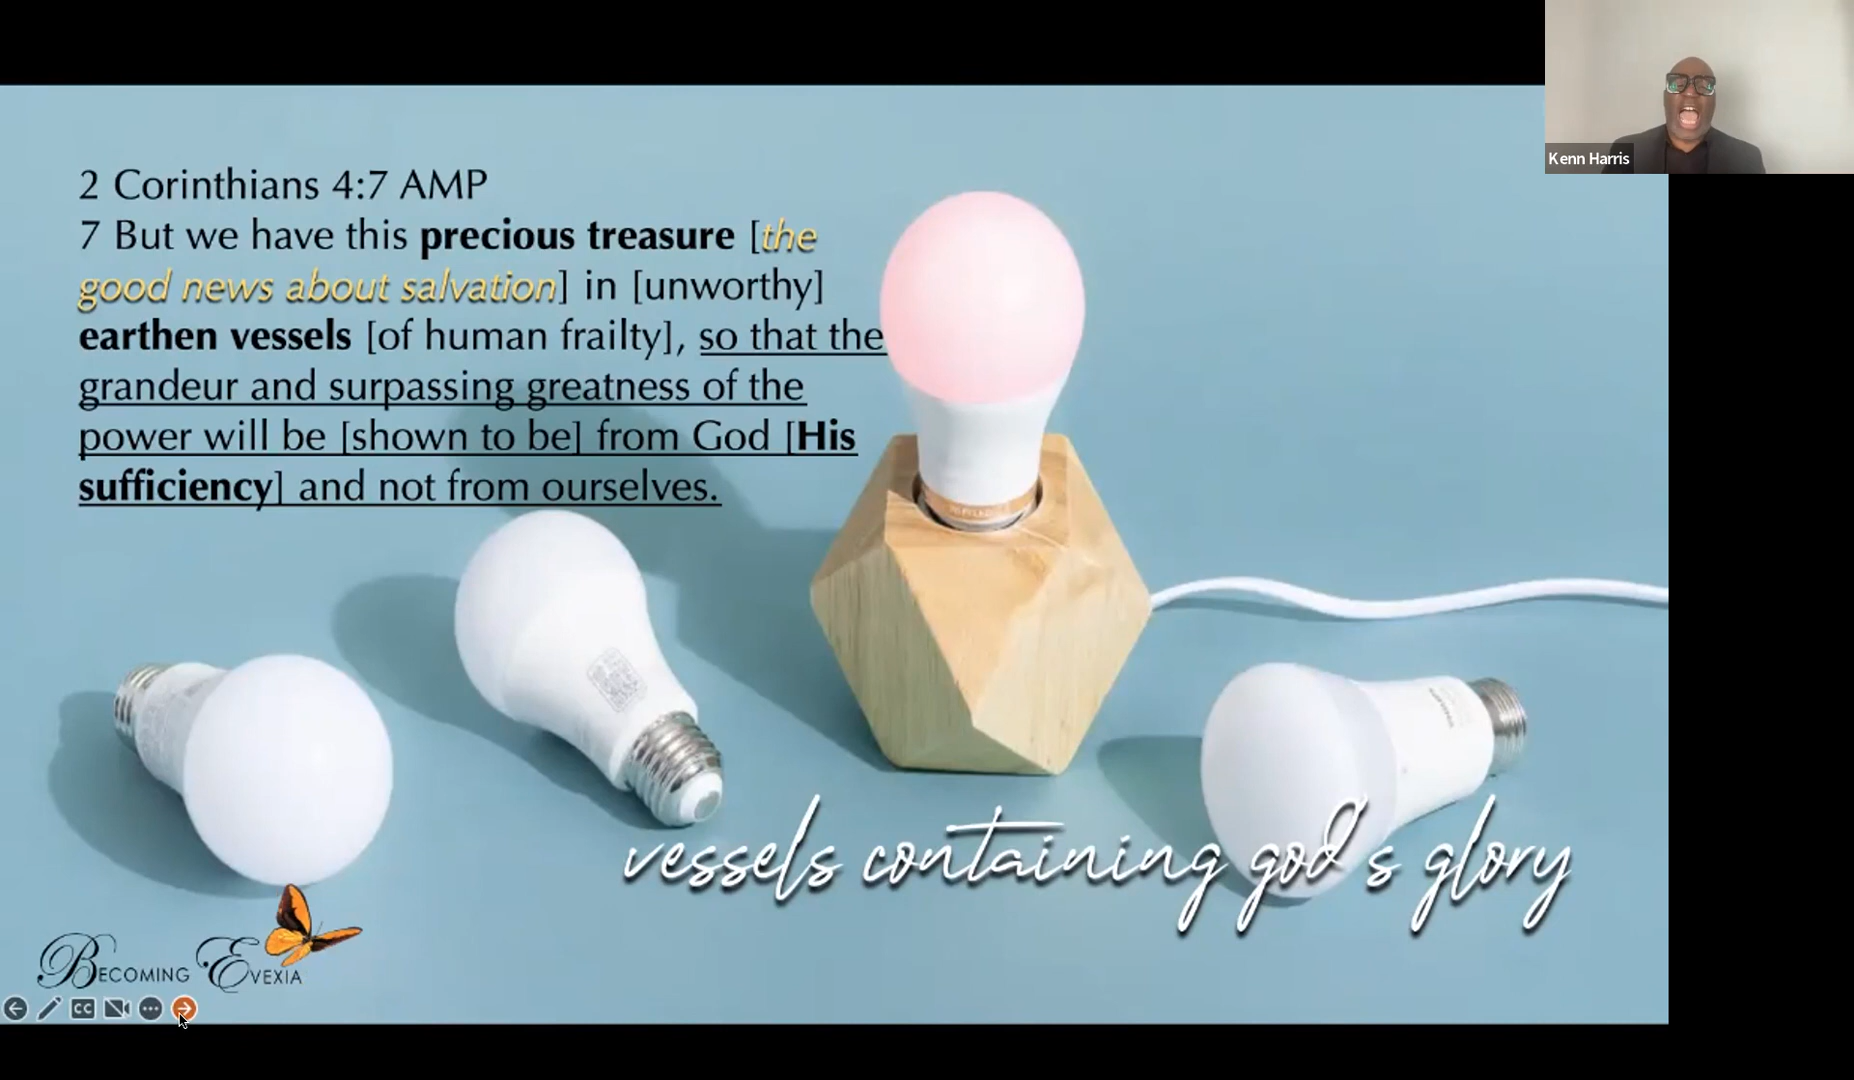 Kenn Harris
2 Corinthians 4:7 AMP
7 But we have this precious treasure [the
good news about salvation] in [unworthy]
earthen vessels [of human frailty], so that the
grandeur and surpassing greatness of the
power will be [shown to be] from God [His
sufficiency] and not from ourselves.
vessels containing god's glory
BECOMING EVEXIA
CC